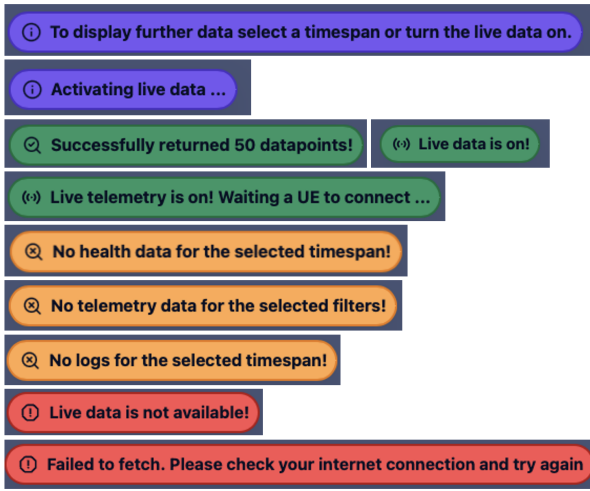 To display further data select a timespan or turn the live data on.
Activating live data ...
Successfully returned 50 datapoints!
Live data is on!
Live telemetry is on! Waiting a UE to connect ...
No health data for the selected timespan!
No telemetry data for the selected filters!
No logs for the selected timespan!
Live data is not available!
Failed to fetch. Please check your internet connection and try again